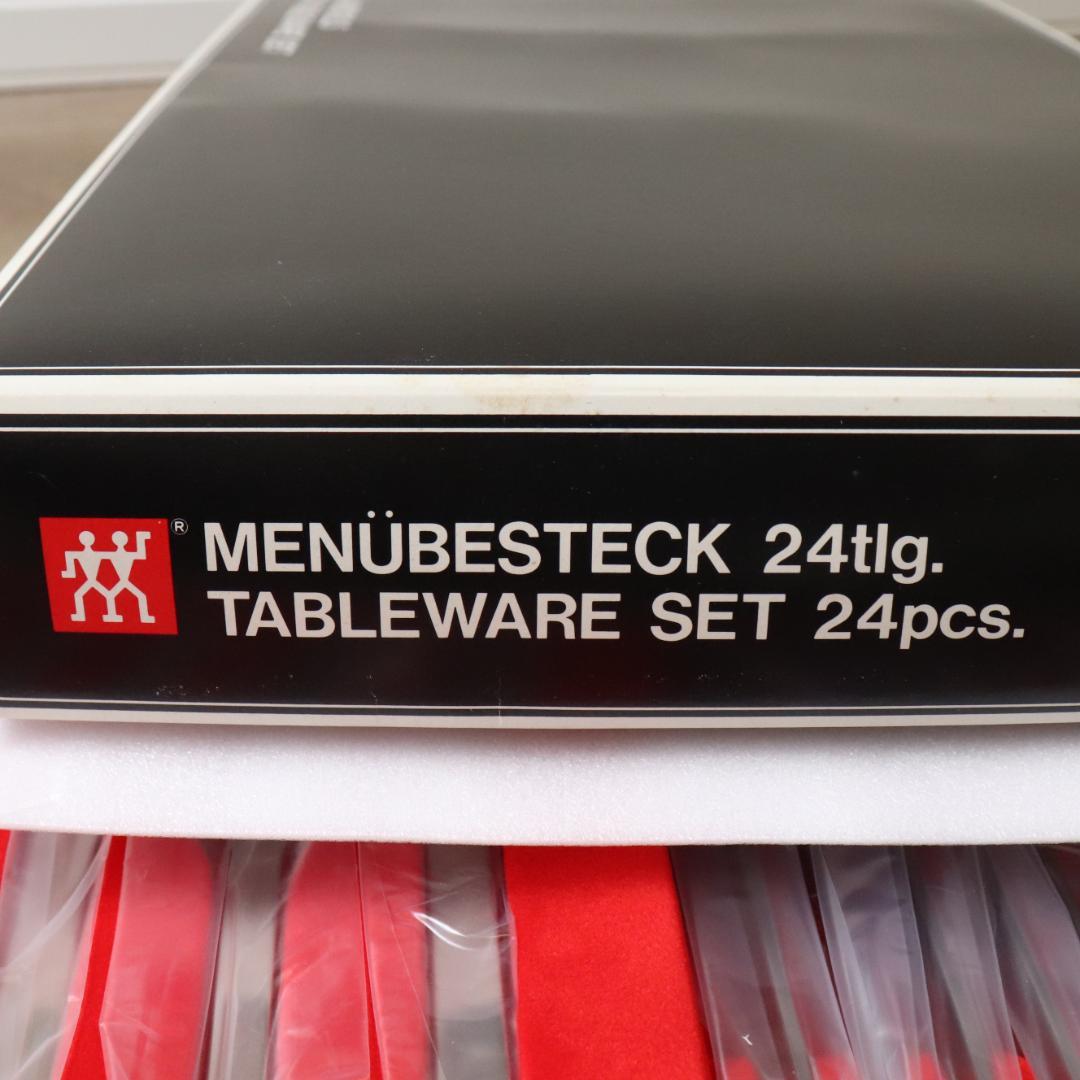 ®
MENÜBESTECK 24tlg.
TABLEWARE SET 24pcs.